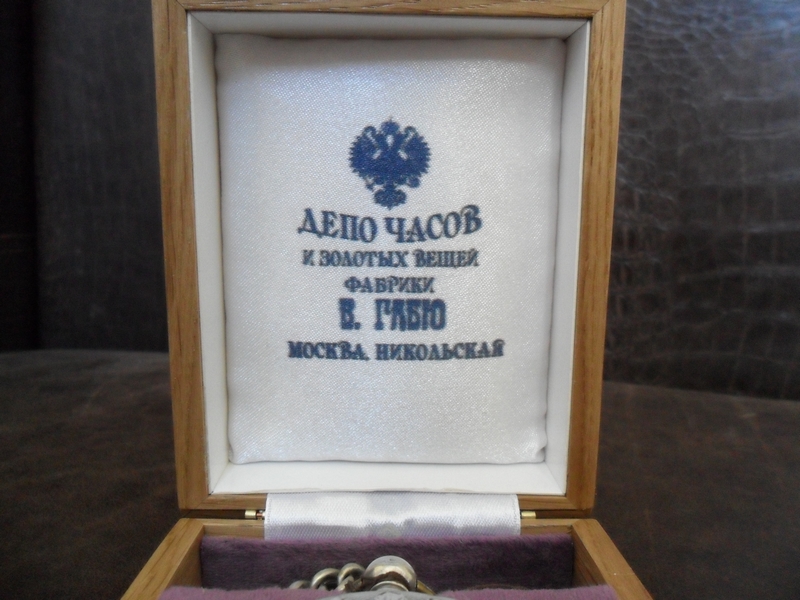 ДЕПО ЧАСОВ
И ЗОЛОТЫХ ВЕЩЕЙ
ФАБРИКИ
В. ГАБЮ
МОСКВА, НИКОЛЬСКАЯ